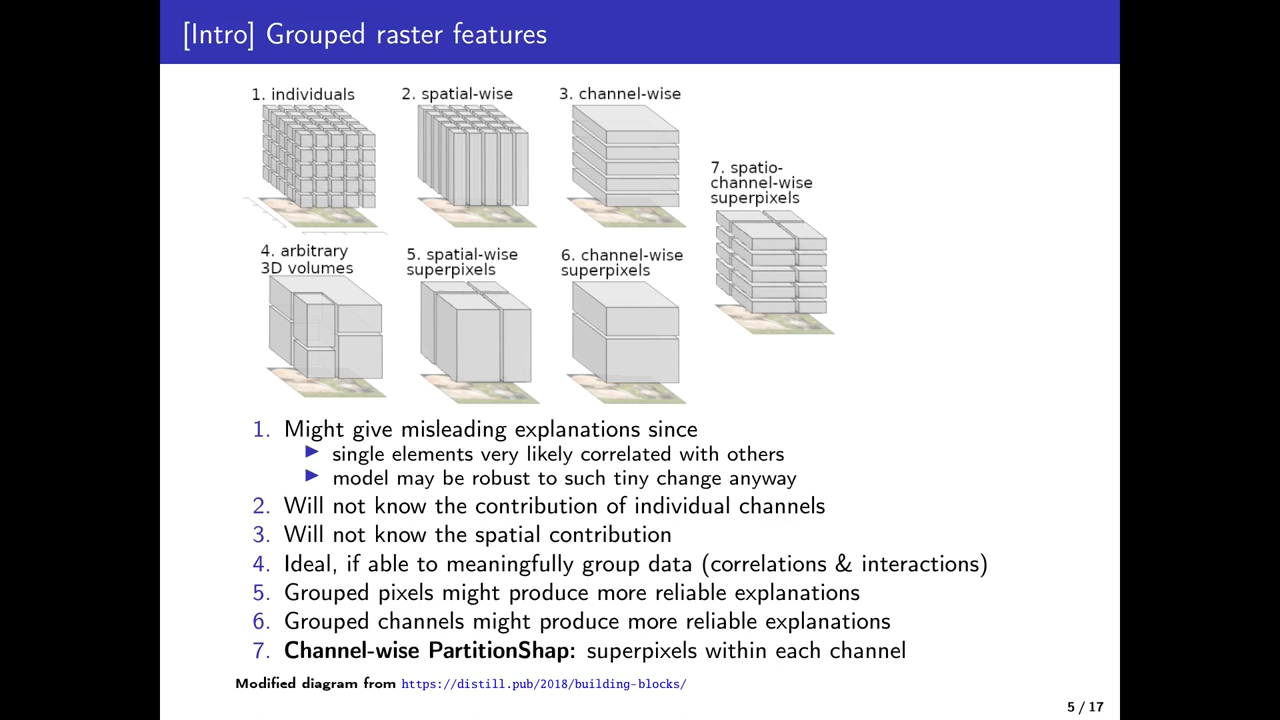 [Intro] Grouped raster features
1. individuals
2. spatial-wise
3. channel-wise
7. spatio-
channel-wise
superpixels
4. arbitrary
3D volumes
5. spatial-wise
superpixels
6. channel-wise
superpixels
1. Might give misleading explanations since
▶ single elements very likely correlated with others
▶ model may be robust to such tiny change anyway
2. Will not know the contribution of individual channels
3. Will not know the spatial contribution
4. Ideal, if able to meaningfully group data (correlations & interactions)
5. Grouped pixels might produce more reliable explanations
6. Grouped channels might produce more reliable explanations
7. Channel-wise PartitionShap: superpixels within each channel
Modified diagram from https://distill.pub/2018/building-blocks/
5 / 17